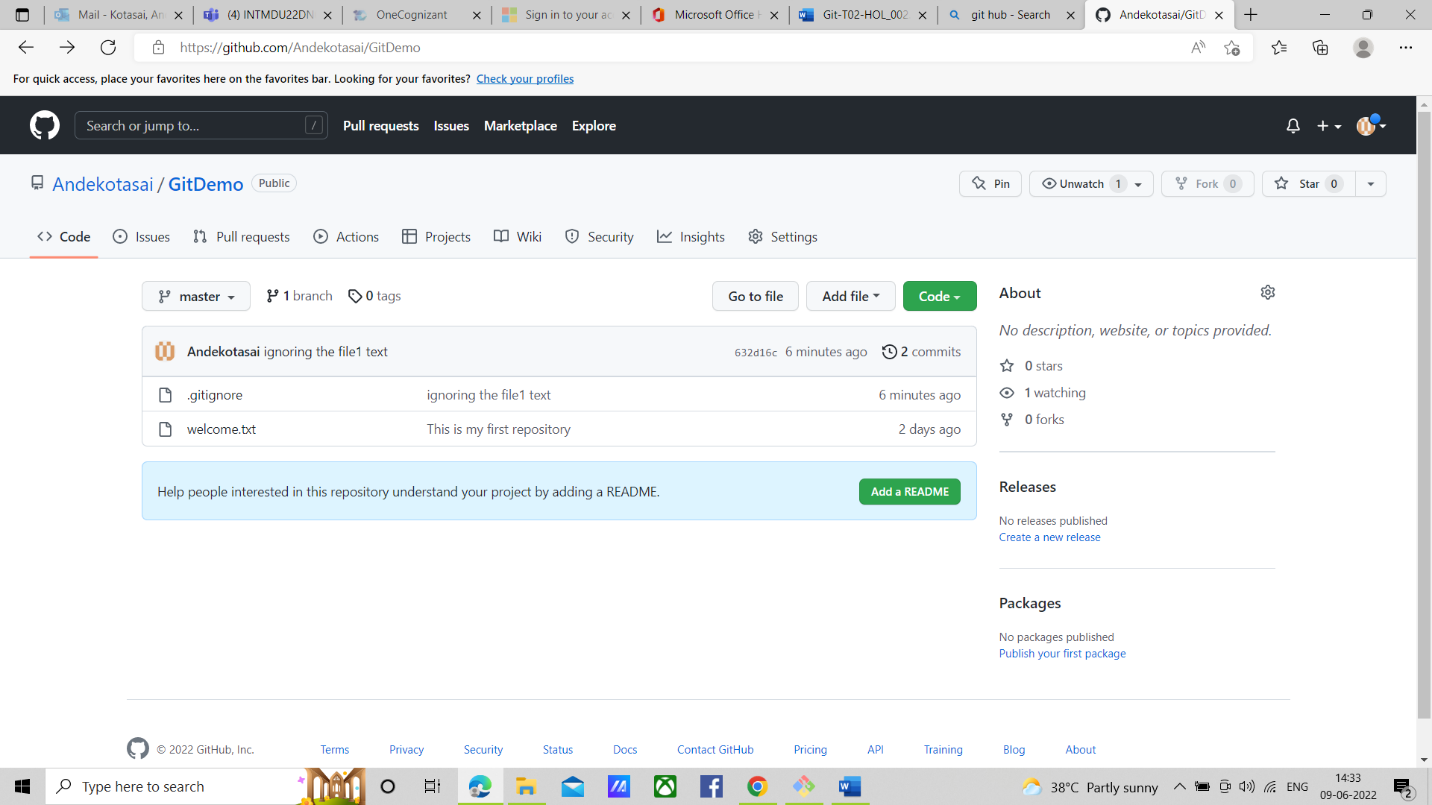 Mail - Kotasai, An
(4) INTMDU22DN
OneCognizant
Sign in to your ac
Microsoft Office H
Git-T02-HOL_002
git hub - Search
Andekotasai/GitD
https://github.com/Andekotasai/GitDemo
For quick access, place your favorites here on the favorites bar. Looking for your favorites? Check your profiles
Search or jump to... /
Pull requests Issues Marketplace Explore
Andekotasai / GitDemo Public
Pin Unwatch 1 Fork 0 Star 0
Code Issues Pull requests Actions Projects Wiki Security Insights Settings
master 1 branch 0 tags Go to file Add file Code
Andekotasai ignoring the file1 text 632d16c 6 minutes ago 2 commits
.gitignore ignoring the file1 text 6 minutes ago
welcome.txt This is my first repository 2 days ago
Help people interested in this repository understand your project by adding a README. Add a README
About
No description, website, or topics provided.
0 stars
1 watching
0 forks
Releases
No releases published
Create a new release
Packages
No packages published
Publish your first package
© 2022 GitHub, Inc. Terms Privacy Security Status Docs Contact GitHub Pricing API Training Blog About
Type here to search
38°C Partly sunny
ENG
14:33
09-06-2022
2